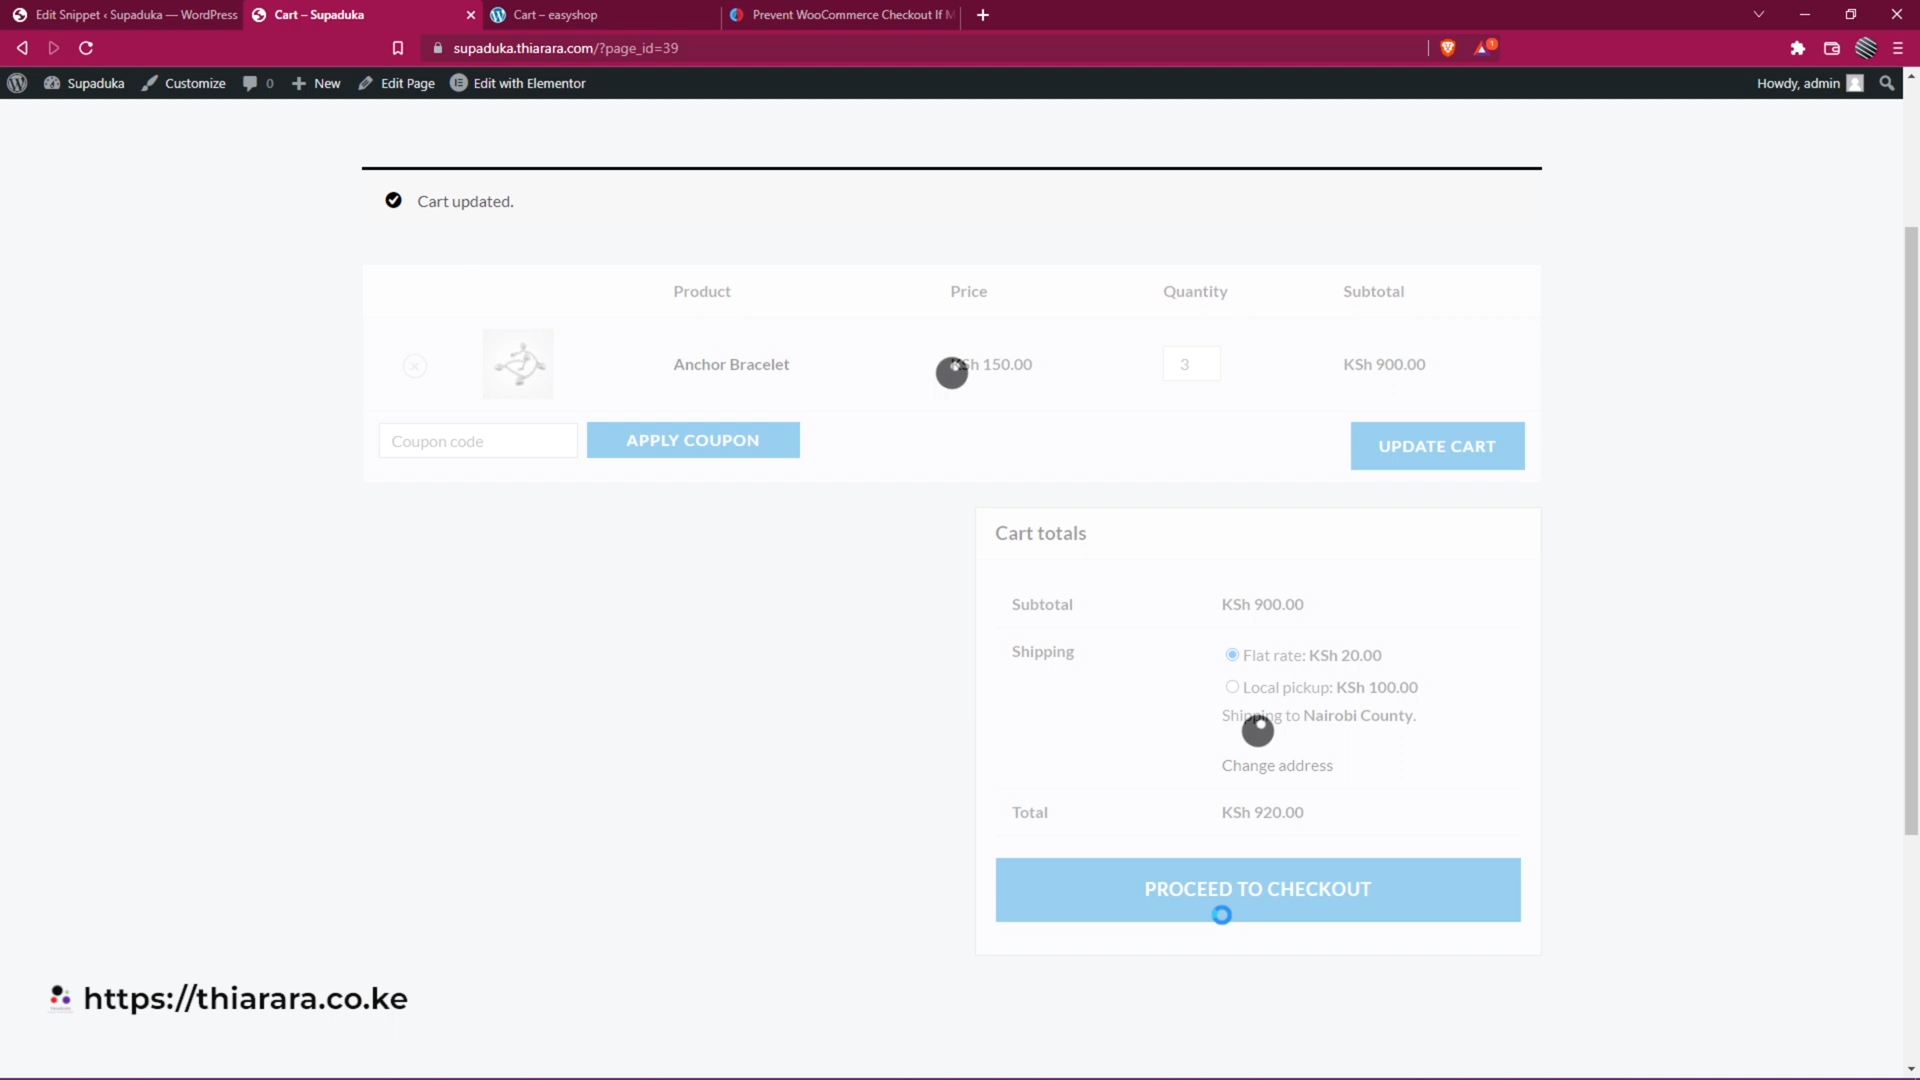 Edit Snippet ‹ Supaduka — WordPress
Cart – Supaduka
Cart – easyshop
Prevent WooCommerce Checkout If M
supaduka.thiarara.com/?page_id=39
1
Supaduka
Customize
0
New
Edit Page
Edit with Elementor
Howdy, admin
Cart updated.
Product Price Quantity Subtotal
Anchor Bracelet KSh 150.00 3 KSh 900.00
Coupon code APPLY COUPON UPDATE CART
Cart totals
Subtotal KSh 900.00
Shipping Flat rate: KSh 20.00
Local pickup: KSh 100.00
Shipping to Nairobi County.
Change address
Total KSh 920.00
PROCEED TO CHECKOUT
https://thiarara.co.ke